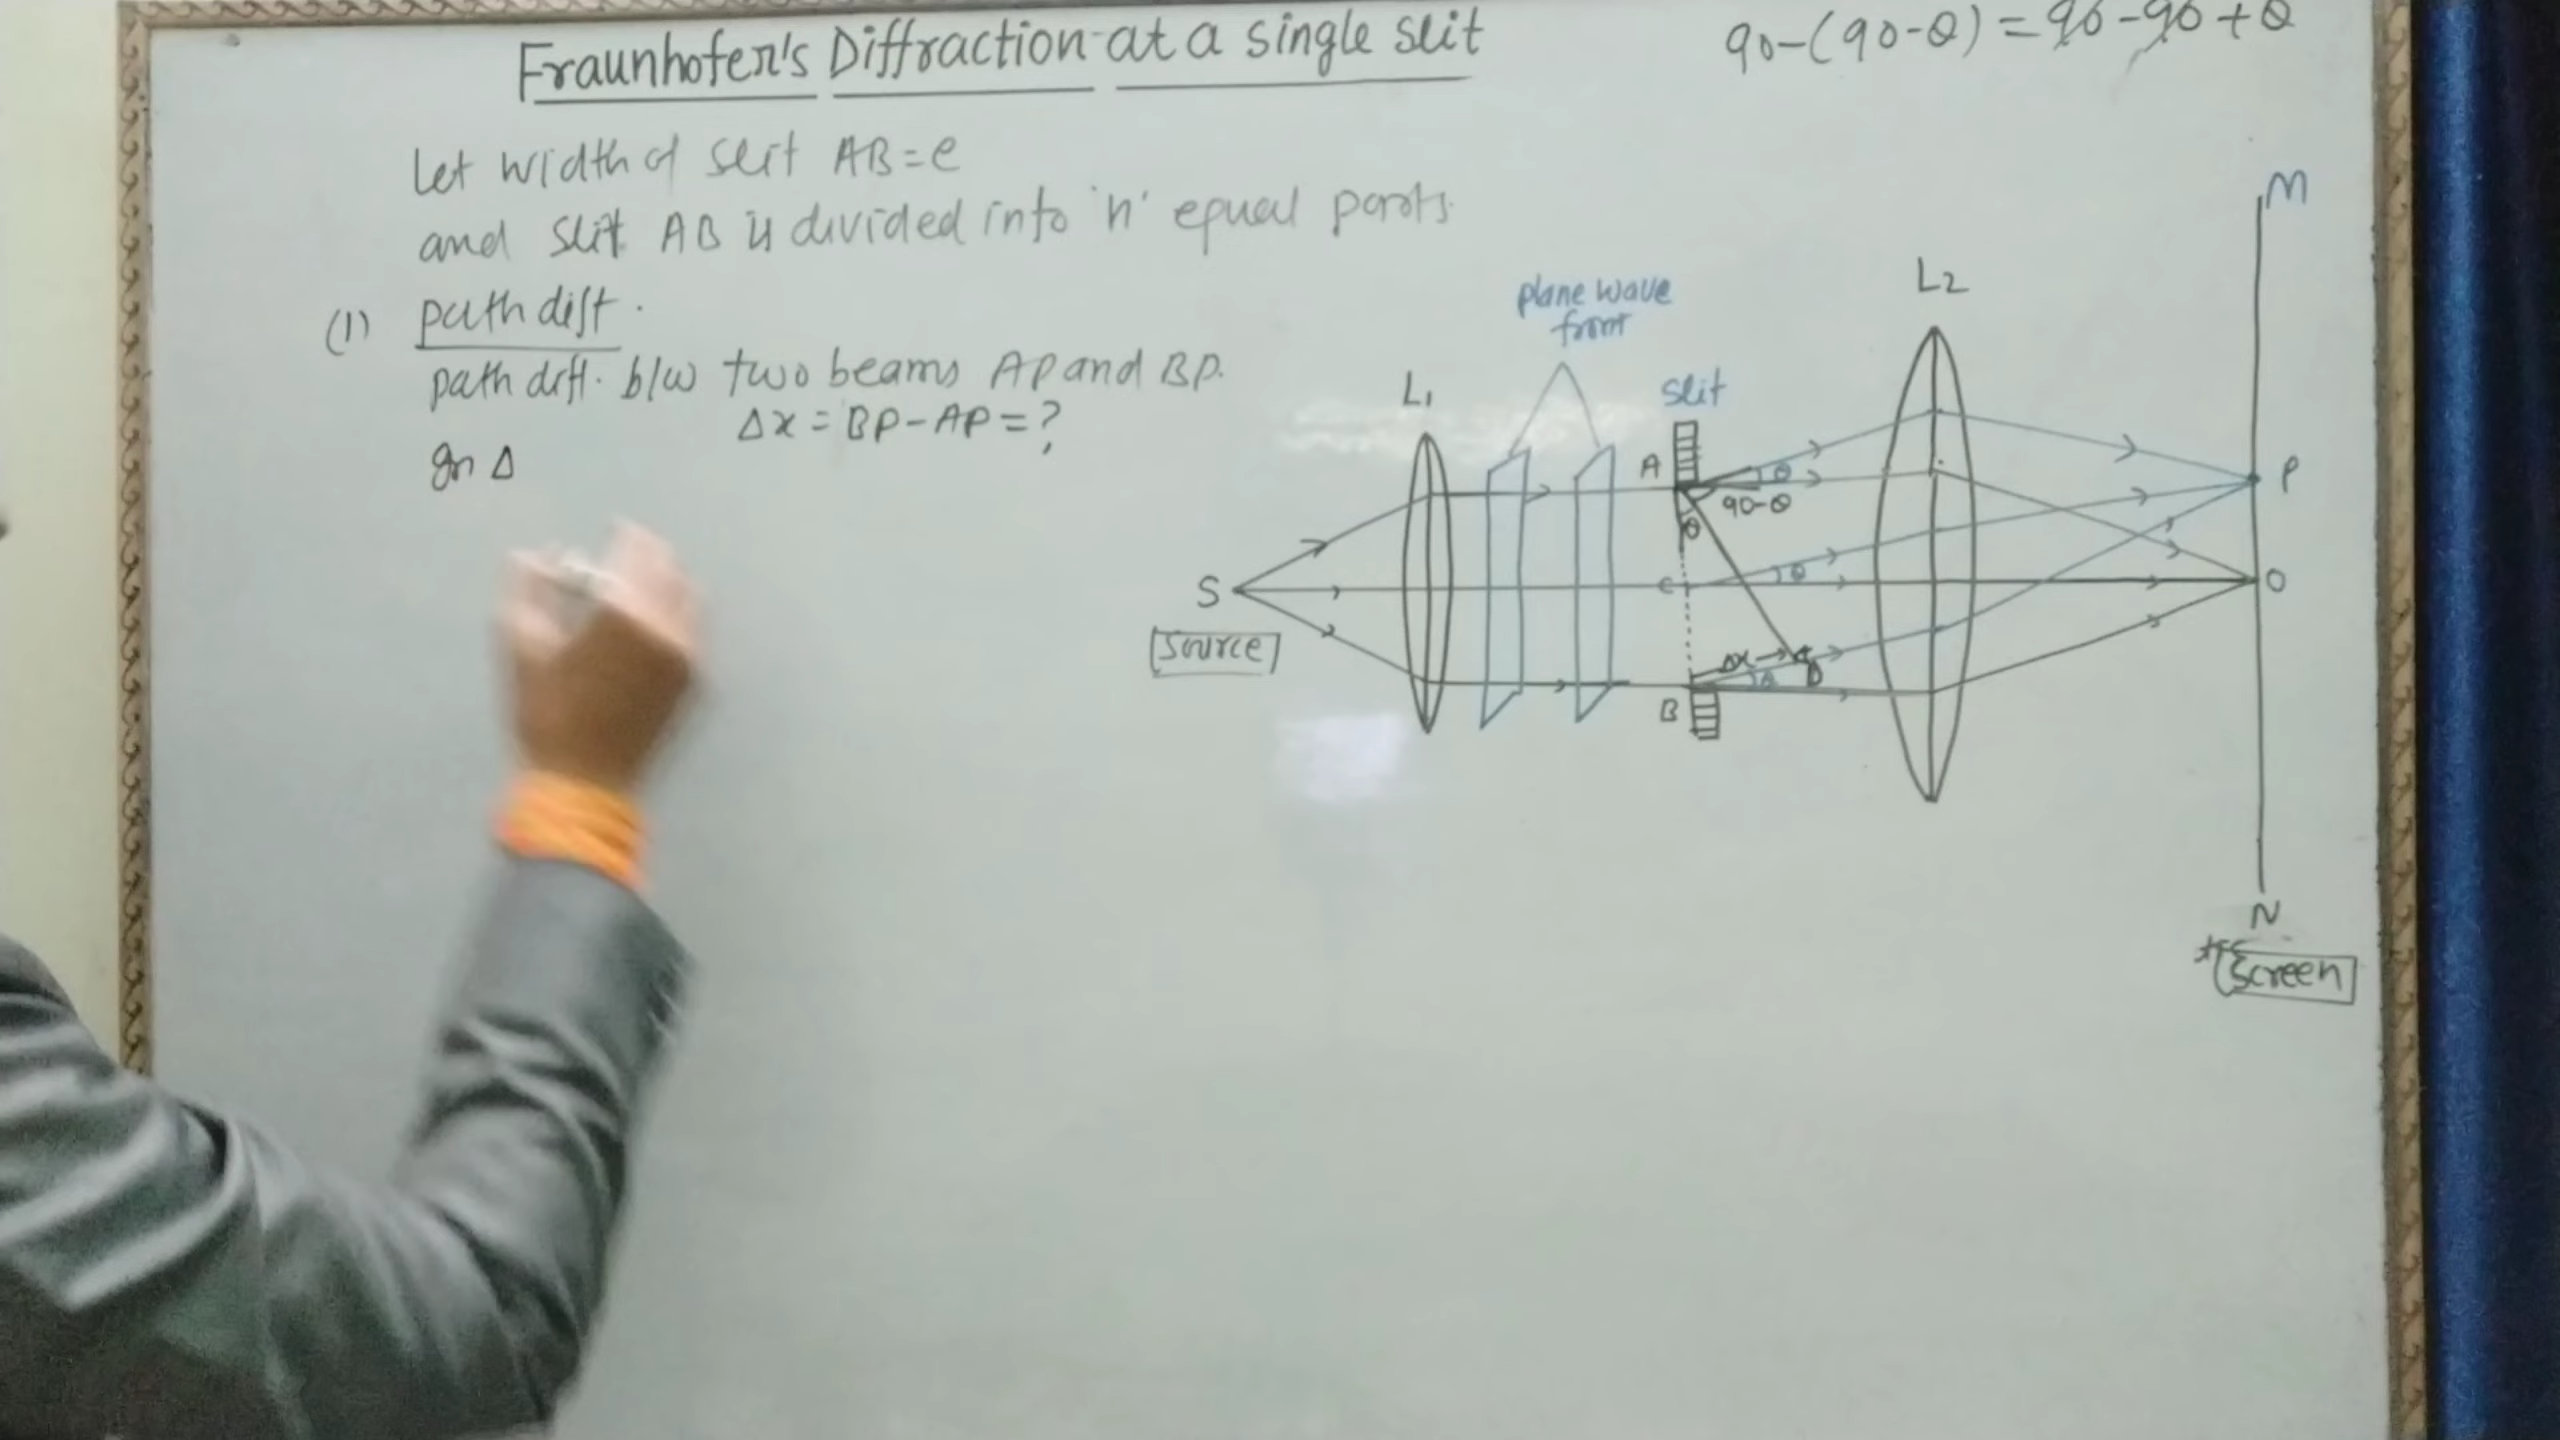 Fraunhofer's Diffraction at a single slit
90-(90-θ) = 90-90+θ
Let width of slit AB=e
and slit AB is divided into 'n' equal parts.
(1) path diff.
path diff. b/w two beams AP and BP.
Δx = BP-AP = ?
In Δ
M
L2
plane wave
front
slit
L1
A
θ
90-θ
θ
P
S
C
θ
O
Source
Δx→
θ
D
B
N
Screen